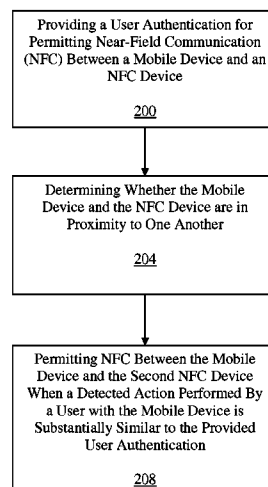 Providing a User Authentication for
Permitting Near-Field Communication
(NFC) Between a Mobile Device and an
NFC Device
200
Determining Whether the Mobile
Device and the NFC Device are in
Proximity to One Another
204
Permitting NFC Between the Mobile
Device and the Second NFC Device
When a Detected Action Performed By
a User with the Mobile Device is
Substantially Similar to the Provided
User Authentication
208